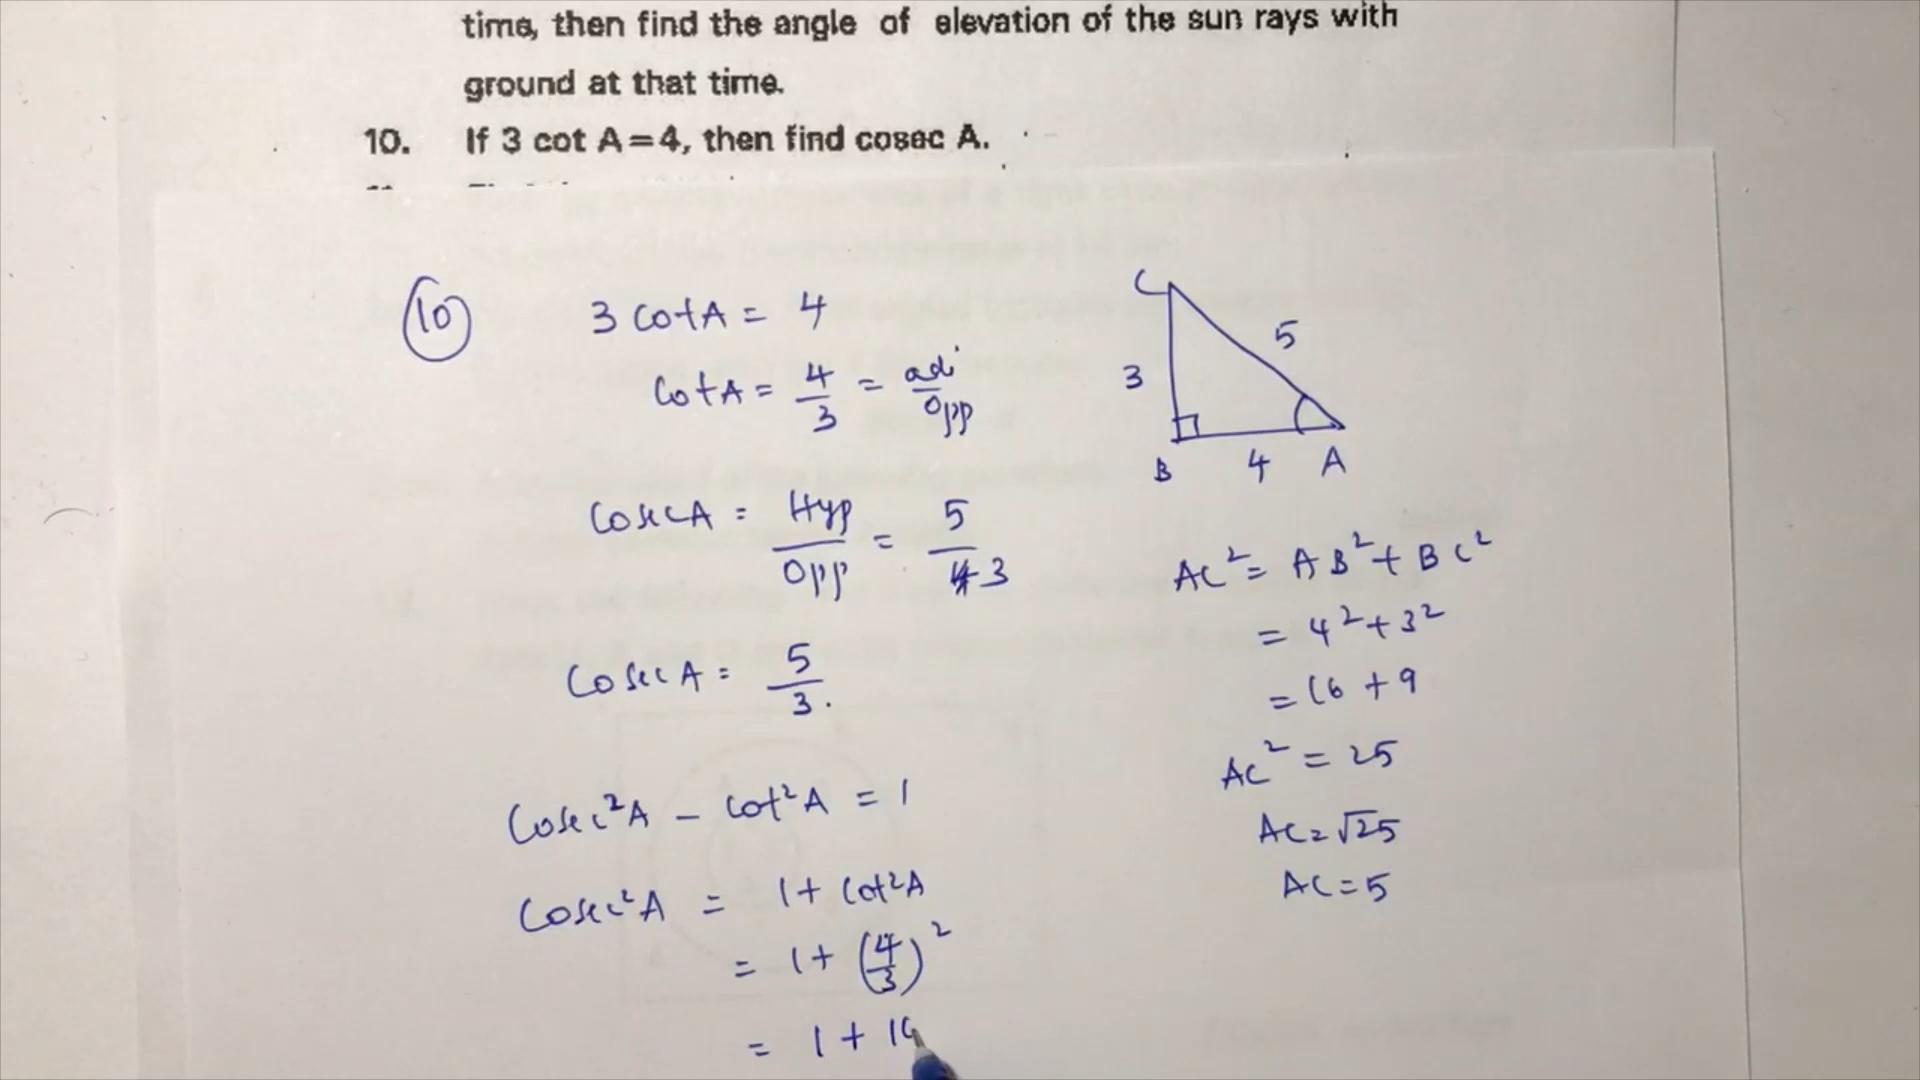 time, then find the angle of elevation of the sun rays with
ground at that time.
10. If 3 cot A=4, then find cosec A.
10
3 cotA = 4
cotA = 4/3 = adj/opp
cosecA = Hyp/opp = 5/3
cosecA = 5/3.
Cosec²A - Cot²A = 1
Cosec²A = 1+ Cot²A
= 1+ (4/3)²
= 1 + 16
C
5
3
B 4 A
AC² = AB² + BC²
= 4²+3²
= 16 + 9
AC² = 25
AC = √25
AC = 5